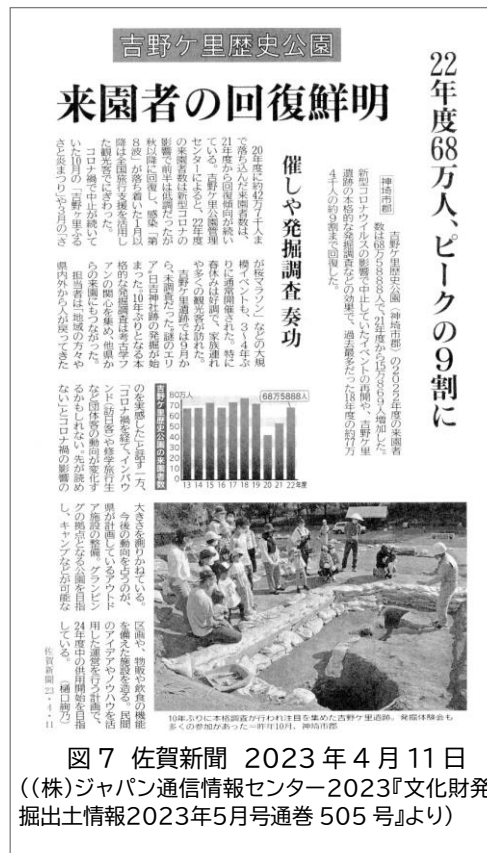 吉野ケ里歴史公園
来園者の回復鮮明
22年度68万人、ピークの9割に
催しや発掘調査 奏功
神埼市郡
吉野ケ里歴史公園（神埼市郡）の2022年度の来園者
数は68万5888人で、21年度から15万869人増加した。
新型コロナウイルスの影響で中止していたイベントの再開や、吉野ケ里
遺跡の本格的な発掘調査などの効果で、過去最多だった18年度の約77万
4千人の約9割まで回復した。
20年度に約42万7千人ま
で落ち込んだ来園者数は、
21年度から回復傾向が続い
ている。吉野ケ里公園管理
センターによると、22年度
の来園者数は新型コロナの
影響で前半は低調だったが
秋以降に回復し、感染「第
8波」が落ち着いた1月以
降は全国旅行支援を活用し
た観光客でにぎわった。
コロナ禍で中止が続いて
いた10月の「吉野ケ里ふる
さと炎まつり」や3月の「さ
が桜マラソン」などの大規
模イベントも、3〜4年ぶ
りに通常開催された。特に
春休みは好調で、家族連れ
や多くの観光客が訪れた。
吉野ケ里遺跡では9月か
ら、未調査だった「謎のエリ
ア」日吉神社跡の発掘が始
まった。10年ぶりとなる本
格的な発掘調査は考古学フ
ァンの関心を集め、他県か
らの来園にもつながった。
担当者は「地域の方々や
県内外から人が戻ってきた
のを実感した」と話す一方、
「コロナ禍を経て、インバウ
ンド（訪日客）や修学旅行生
など団体客の動向が変化す
るかもしれない。先が読め
ない」とコロナ禍の影響の
大きさを測りかねている。
今後の動向を占うのが、
県が計画しているアウトド
ア施設の整備。グランピン
グの拠点となる公園を目指
し、キャンプなどが可能な
区画や、物販や飲食の機能
を備えた施設を造る。民間
のアイデアやノウハウを活
用した運営を行う計画で、
24年度中の供用開始を目指
している。 （樋口絢乃）
佐賀新聞23・4・11
吉野ケ里歴史公園の来園者数
68万5888人
80万人
70
60
50
40
30
20
10
0
13 14 15 16 17 18 19 20 21 22年度
10年ぶりに本格調査が行われ注目を集めた吉野ケ里遺跡。発掘体験会も
多くの参加があった＝昨年10月、神埼市郡
図7 佐賀新聞 2023年4月11日
((株)ジャパン通信情報センター2023『文化財発
掘出土情報2023年5月号通巻505号』より)